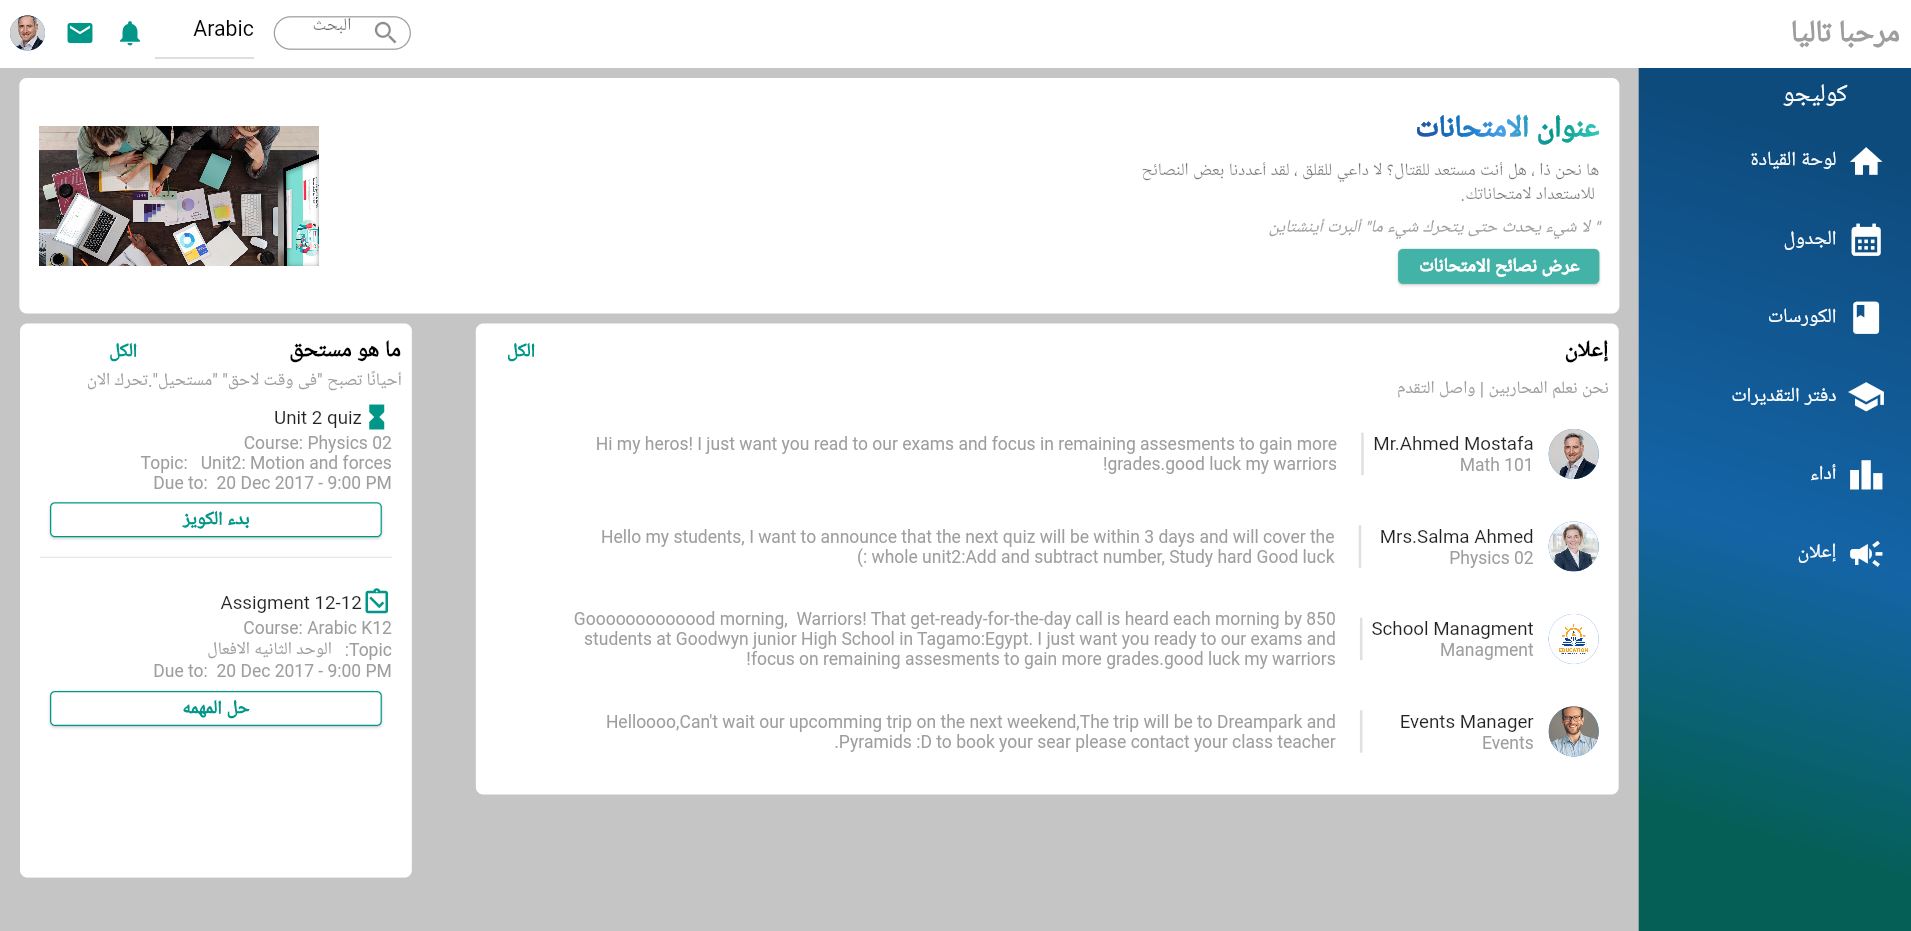 مرحبا تاليا
البحث
Arabic
كوليجو
لوحة القيادة
الجدول
الكورسات
دفتر التقديرات
أداء
إعلان
عنوان الامتحانات
ها نحن ذا ، هل أنت مستعد للقتال؟ لا داعي للقلق ، لقد أعددنا بعض النصائح
للاستعداد لامتحاناتك.
" لا شيء يحدث حتى يتحرك شيء ما" ألبرت أينشتاين
عرض نصائح الامتحانات
إعلان
الكل
نحن نعلم المحاربين | واصل التقدم
Mr.Ahmed Mostafa
Math 101
Hi my heros! I just want you read to our exams and focus in remaining assesments to gain more
!grades.good luck my warriors
Mrs.Salma Ahmed
Physics 02
Hello my students, I want to announce that the next quiz will be within 3 days and will cover the
(: whole unit2:Add and subtract number, Study hard Good luck
School Managment
Managment
Goooooooooooood morning,  Warriors! That get-ready-for-the-day call is heard each morning by 850
students at Goodwyn junior High School in Tagamo:Egypt. I just want you ready to our exams and
!focus on remaining assesments to gain more grades.good luck my warriors
EDUCATION
Events Manager
Events
Helloooo,Can't wait our upcomming trip on the next weekend,The trip will be to Dreampark and
.Pyramids :D to book your sear please contact your class teacher
ما هو مستحق
الكل
أحيانًا تصبح "في وقت لاحق" "مستحيل".تحرك الان
Unit 2 quiz
Course: Physics 02
Topic:   Unit2: Motion and forces
Due to:  20 Dec 2017 - 9:00 PM
بدء الكويز
Assigment 12-12
Course: Arabic K12
Topic:   الوحد الثانيه الافعال
Due to:  20 Dec 2017 - 9:00 PM
حل المهمه